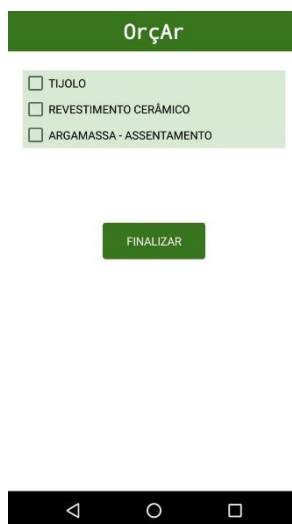 OrçAr
TIJOLO
REVESTIMENTO CERÂMICO
ARGAMASSA - ASSENTAMENTO
FINALIZAR